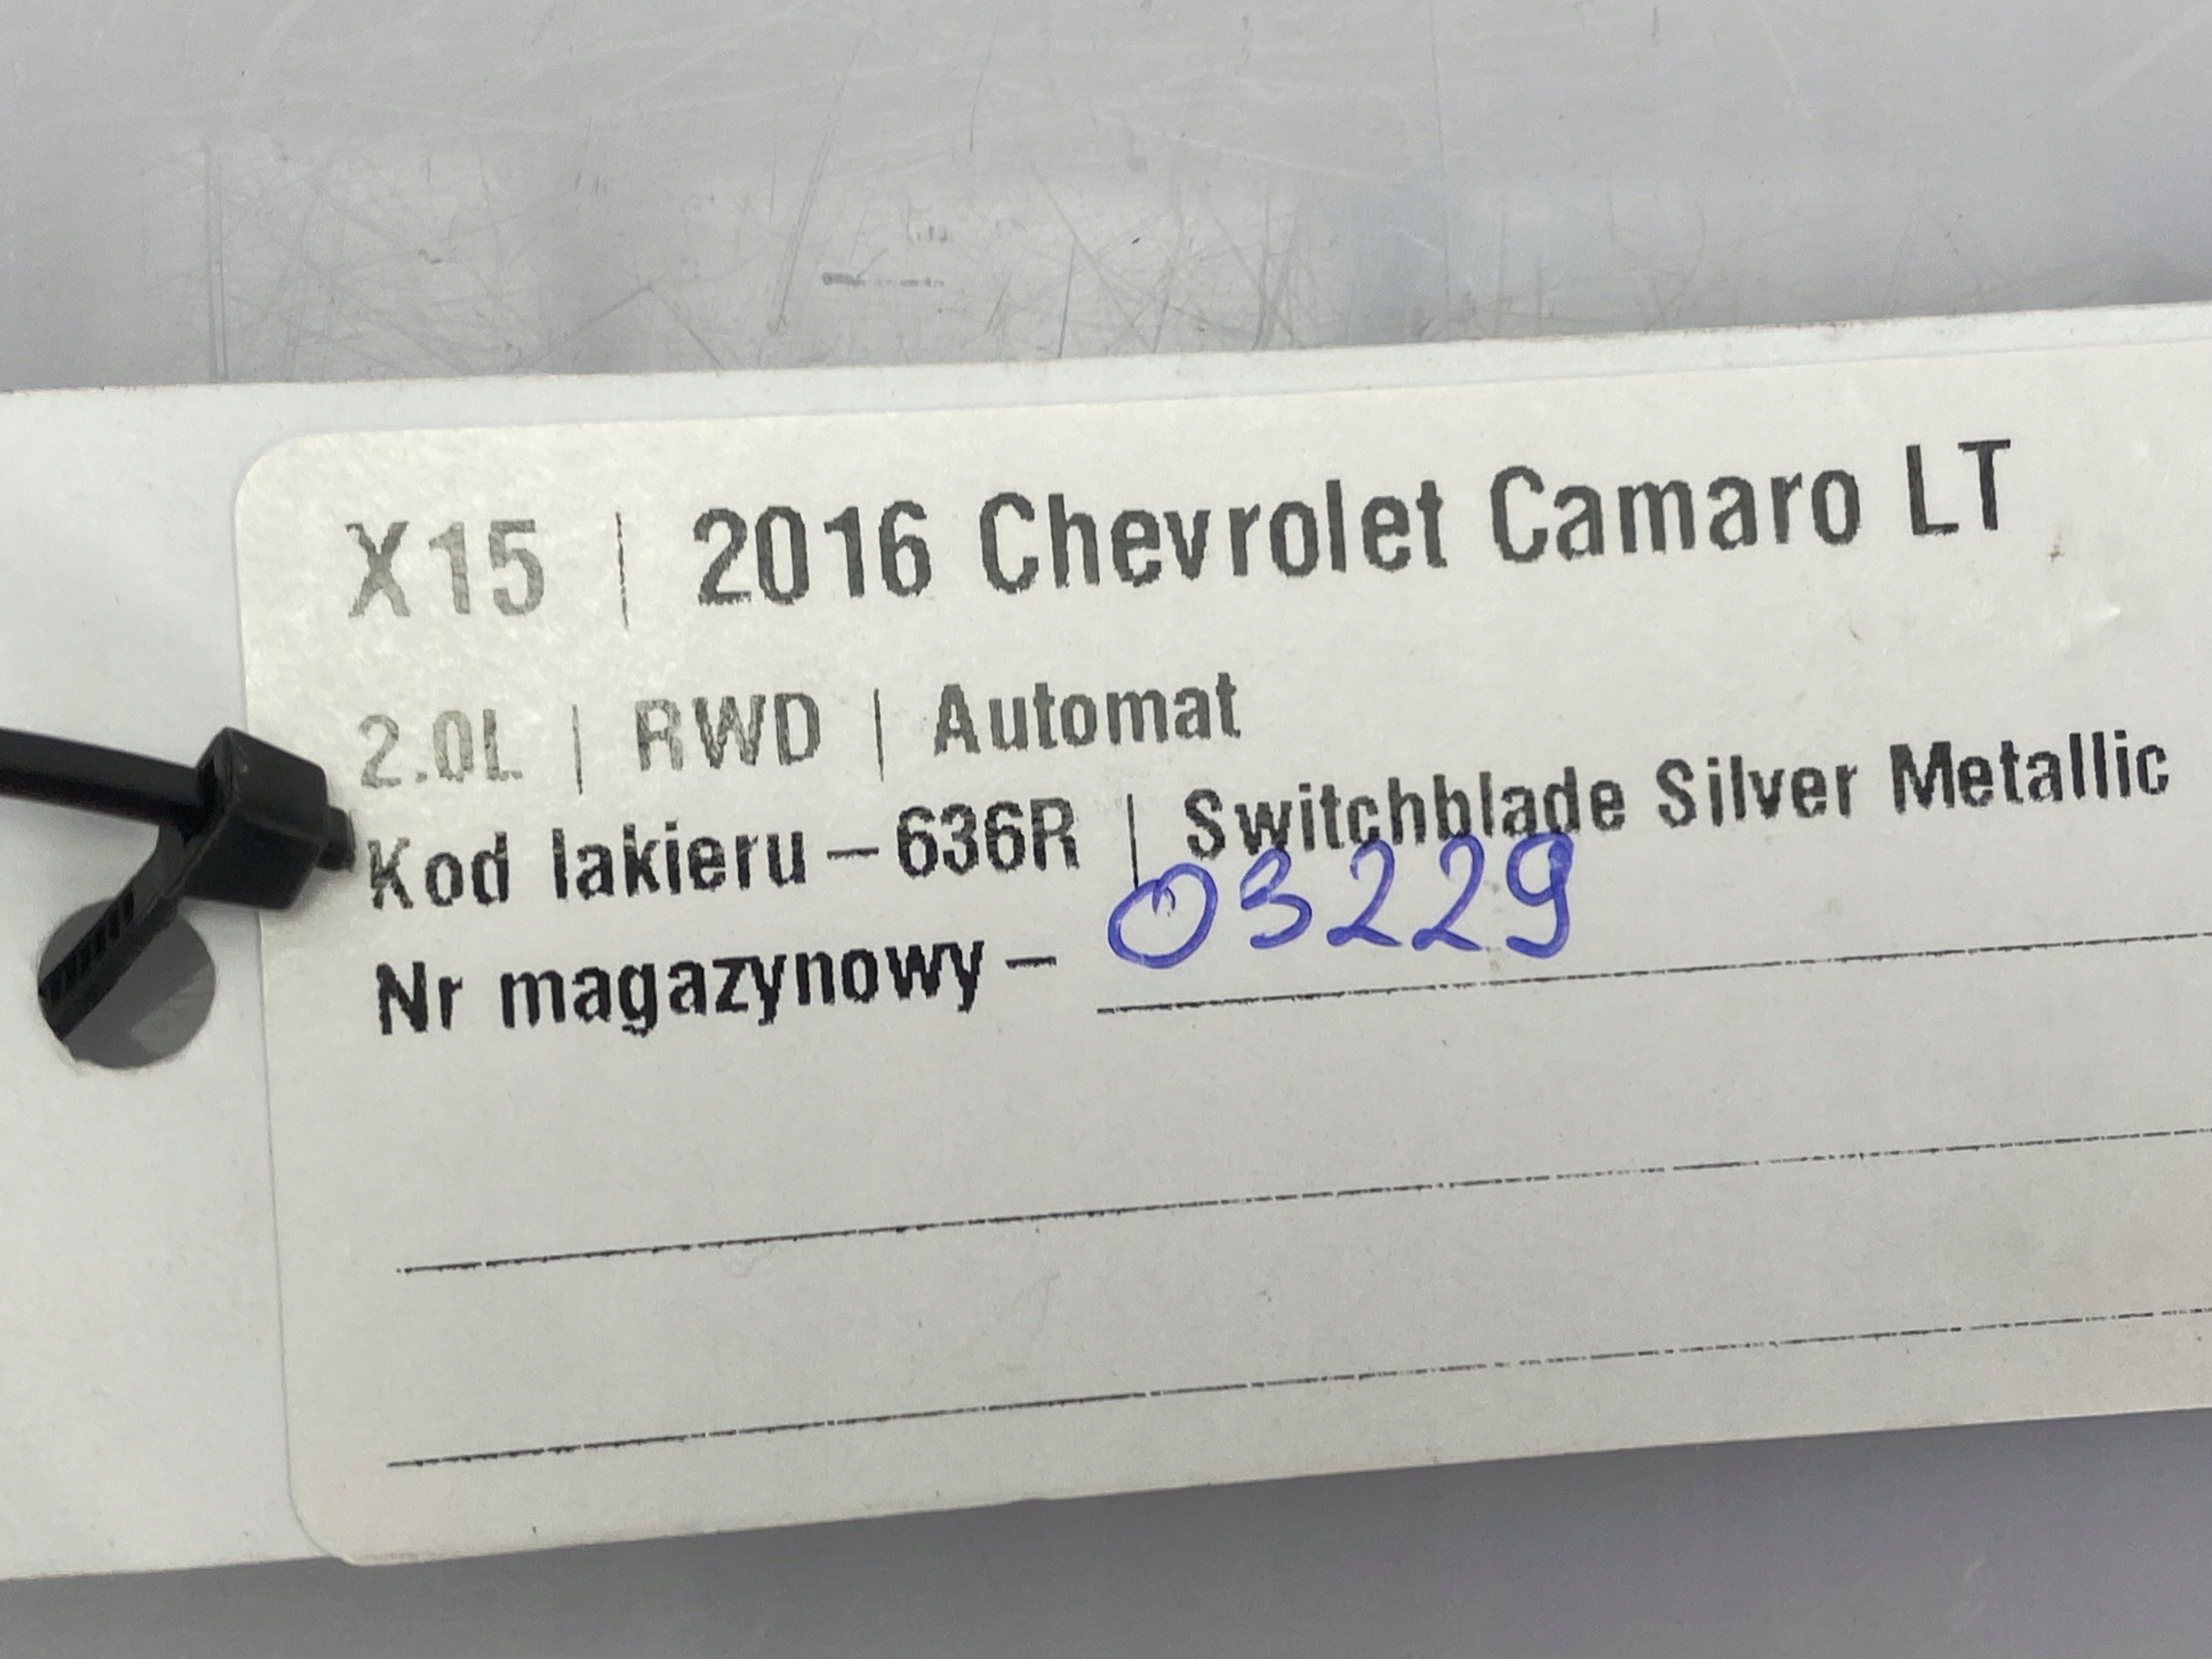 X15 | 2016 Chevrolet Camaro LT
2.0L | RWD | Automat
Kod lakieru – 636R | Switchblade Silver Metallic
Nr magazynowy – 03229